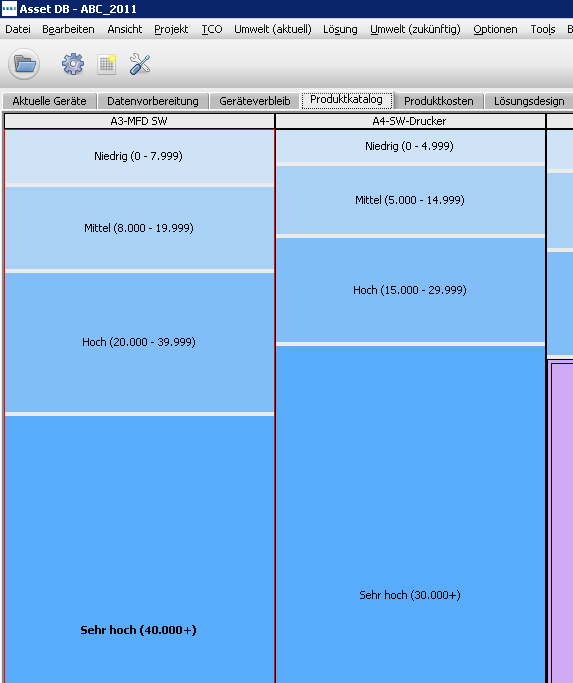 Asset DB - ABC_2011
Datei Bearbeiten Ansicht Projekt TCO Umwelt (aktuell) Lösung Umwelt (zukünftig) Optionen Tools B
Aktuelle Geräte Datenvorbereitung Geräteverbleib Produktkatalog Produktkosten Lösungsdesign
A3-MFD SW A4-SW-Drucker
Niedrig (0 - 7.999)
Mittel (8.000 - 19.999)
Hoch (20.000 - 39.999)
Sehr hoch (40.000+)
Niedrig (0 - 4.999)
Mittel (5.000 - 14.999)
Hoch (15.000 - 29.999)
Sehr hoch (30.000+)